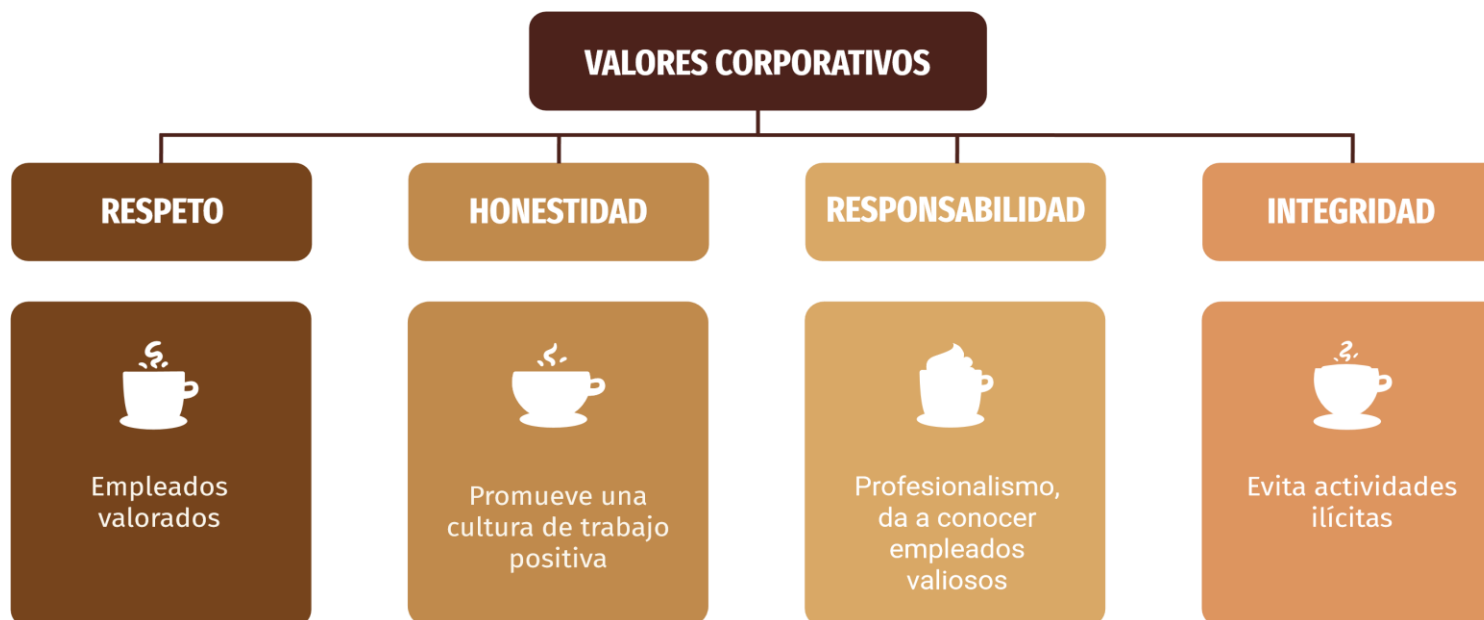 VALORES CORPORATIVOS
RESPETO
HONESTIDAD
RESPONSABILIDAD
INTEGRIDAD
Empleados
valorados
Promueve una
cultura de trabajo
positiva
Profesionalismo,
da a conocer
empleados
valiosos
Evita actividades
ilícitas